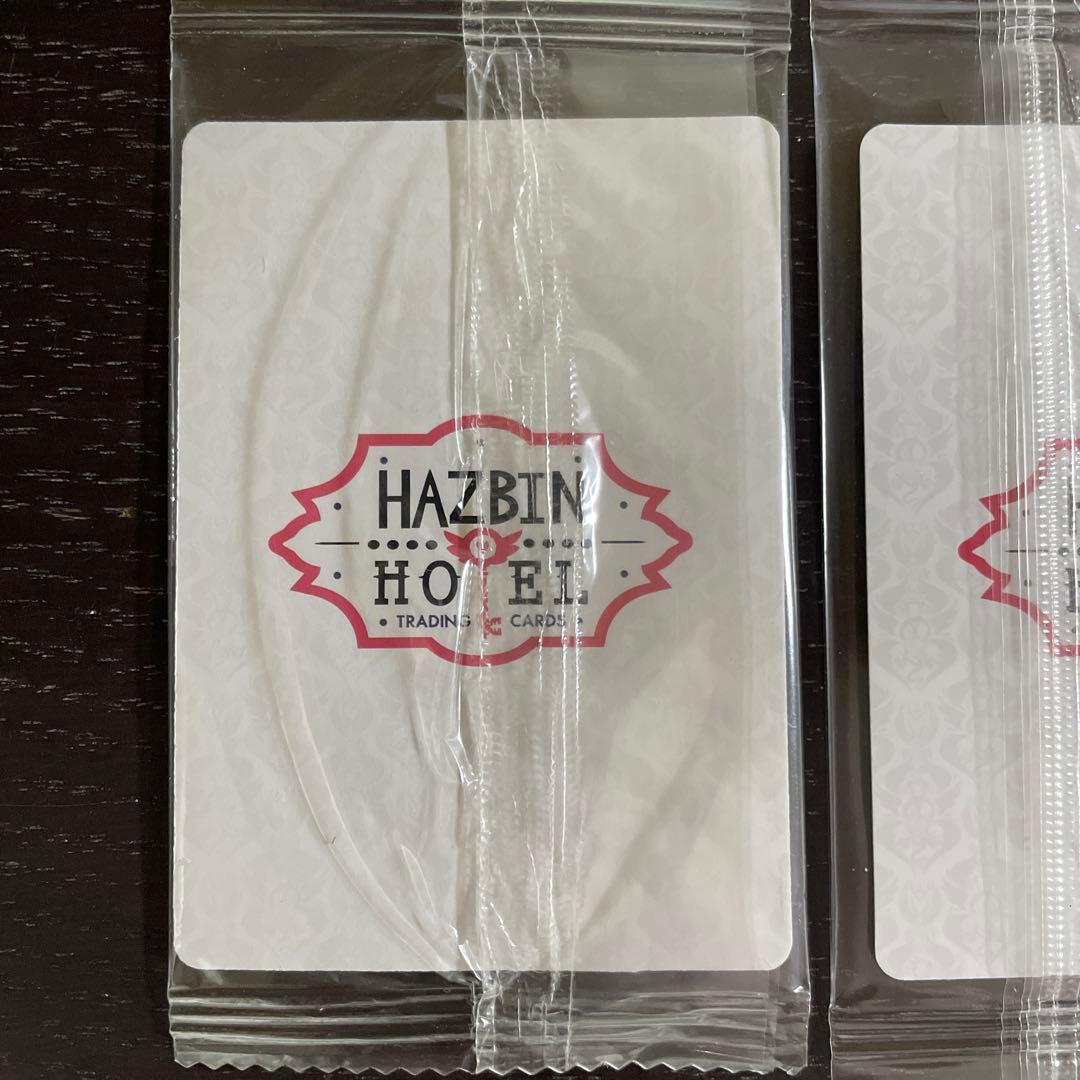 HAZBIN
HOTEL
• TRADING CARDS •